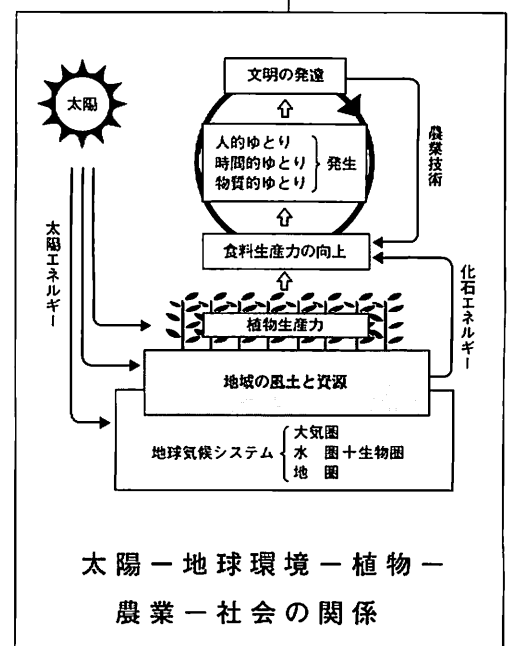 文明の発達
太陽
人的ゆとり
時間的ゆとり
物質的ゆとり
発生
農業技術
食料生産力の向上
太陽エネルギー
化石エネルギー
植物生産力
地域の風土と資源
地球気候システム
大気圏
水　圏＋生物圏
地　圏
太陽－地球環境－植物－
農業－社会の関係